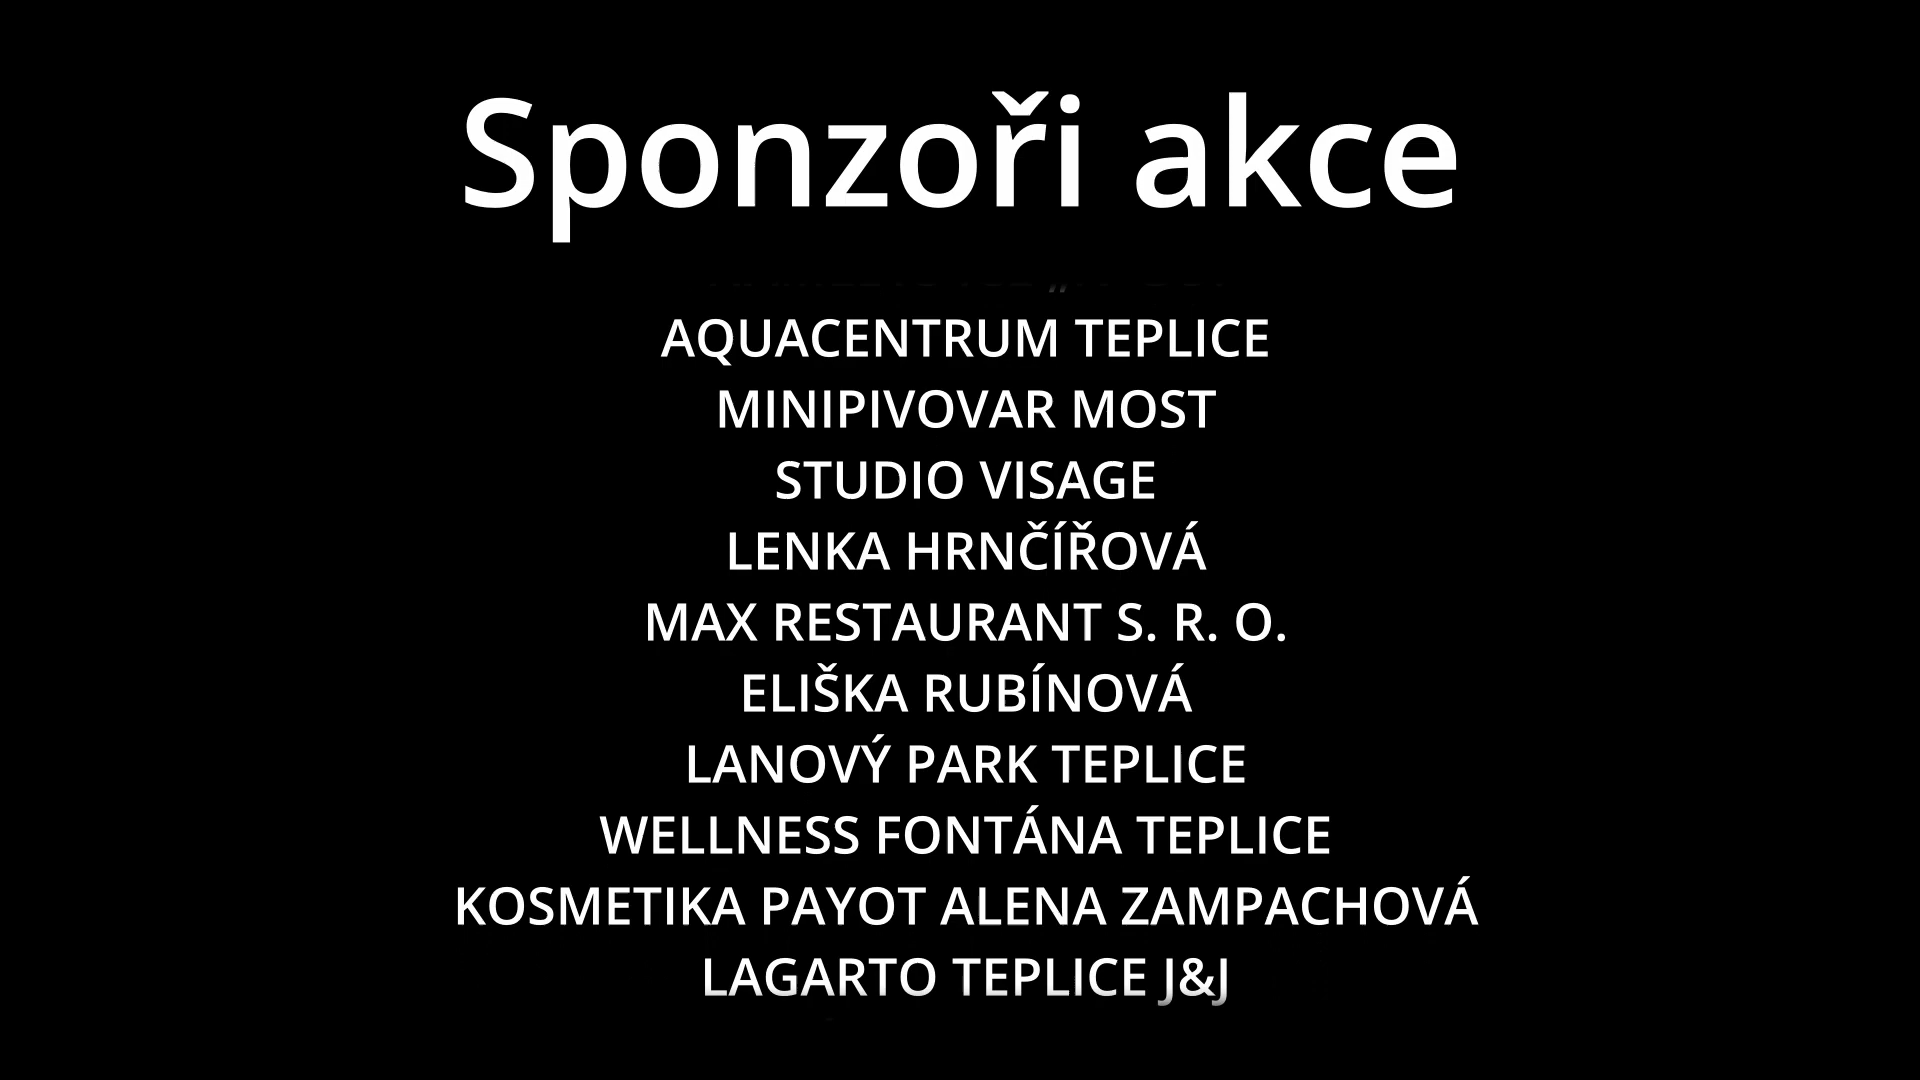 Sponzoři akce
AQUACENTRUM TEPLICE
MINIPIVOVAR MOST
STUDIO VISAGE
LENKA HRNČÍŘOVÁ
MAX RESTAURANT S. R. O.
ELIŠKA RUBÍNOVÁ
LANOVÝ PARK TEPLICE
WELLNESS FONTÁNA TEPLICE
KOSMETIKA PAYOT ALENA ZAMPACHOVÁ
LAGARTO TEPLICE J&J